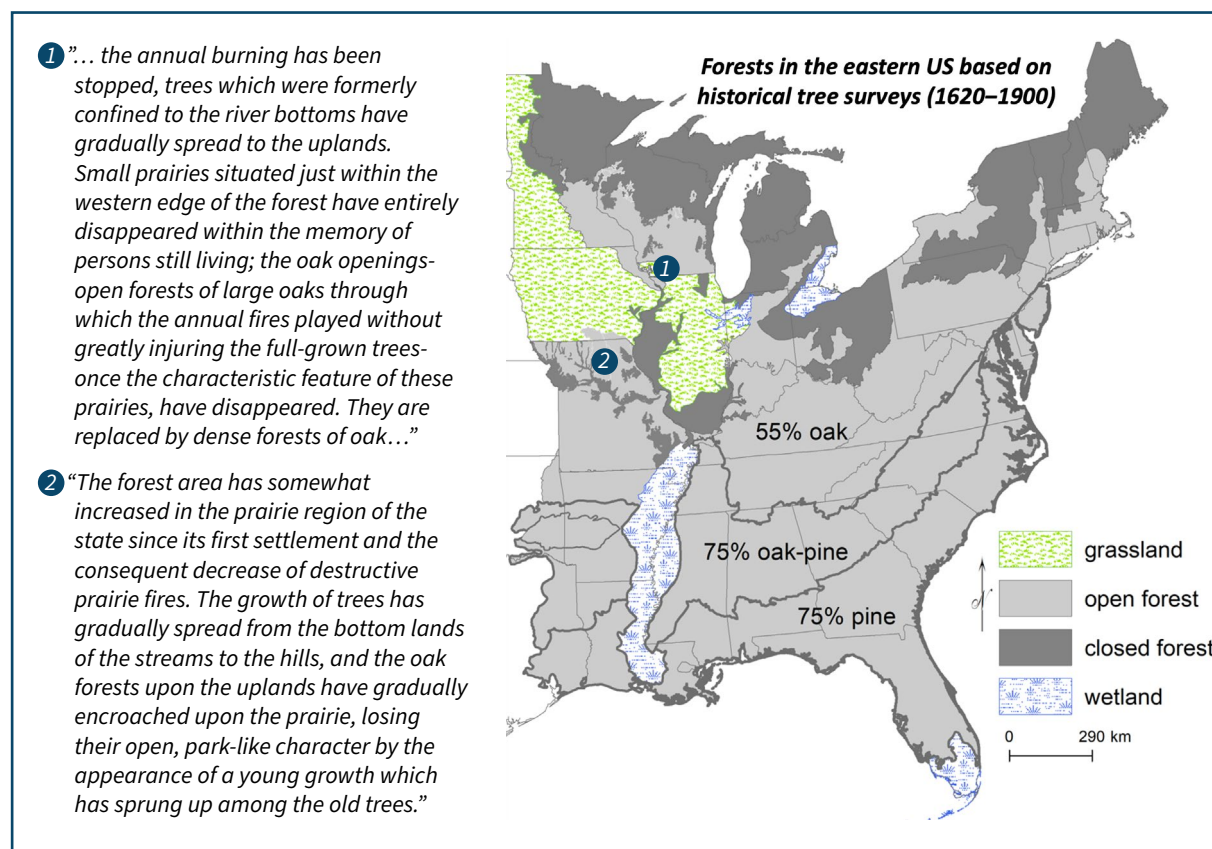 1 ”… the annual burning has been
stopped, trees which were formerly
confined to the river bottoms have
gradually spread to the uplands.
Small prairies situated just within the
western edge of the forest have entirely
disappeared within the memory of
persons still living; the oak openings-
open forests of large oaks through
which the annual fires played without
greatly injuring the full-grown trees-
once the characteristic feature of these
prairies, have disappeared. They are
replaced by dense forests of oak…”
2 “The forest area has somewhat
increased in the prairie region of the
state since its first settlement and the
consequent decrease of destructive
prairie fires. The growth of trees has
gradually spread from the bottom lands
of the streams to the hills, and the oak
forests upon the uplands have gradually
encroached upon the prairie, losing
their open, park-like character by the
appearance of a young growth which
has sprung up among the old trees.”
Forests in the eastern US based on
historical tree surveys (1620–1900)
1
2
55% oak
75% oak-pine
75% pine
N
grassland
open forest
closed forest
wetland
0 290 km